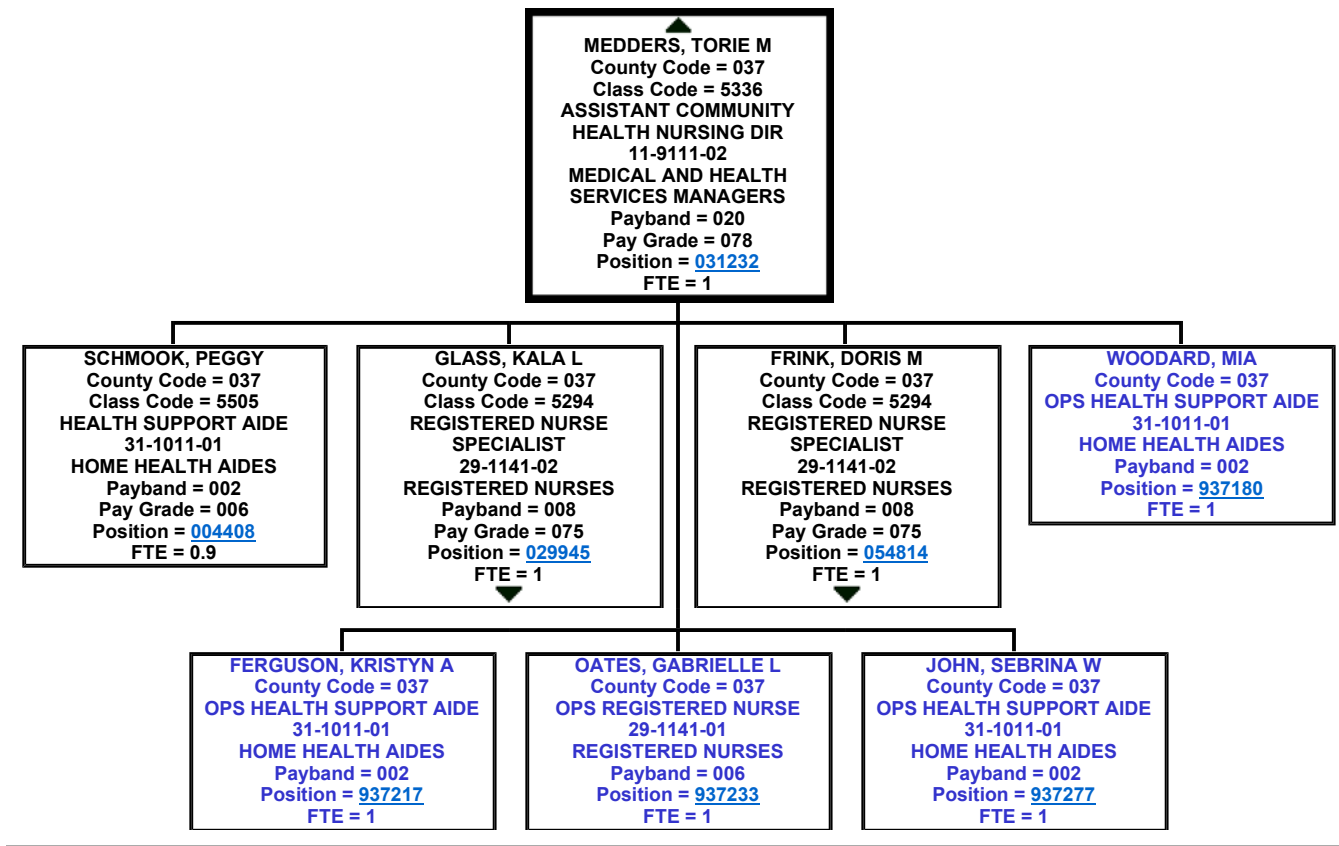 MEDDERS, TORIE M
County Code = 037
Class Code = 5336
ASSISTANT COMMUNITY
HEALTH NURSING DIR
11-9111-02
MEDICAL AND HEALTH
SERVICES MANAGERS
Payband = 020
Pay Grade = 078
Position = 031232
FTE = 1
SCHMOOK, PEGGY
County Code = 037
Class Code = 5505
HEALTH SUPPORT AIDE
31-1011-01
HOME HEALTH AIDES
Payband = 002
Pay Grade = 006
Position = 004408
FTE = 0.9
GLASS, KALA L
County Code = 037
Class Code = 5294
REGISTERED NURSE
SPECIALIST
29-1141-02
REGISTERED NURSES
Payband = 008
Pay Grade = 075
Position = 029945
FTE = 1
FRINK, DORIS M
County Code = 037
Class Code = 5294
REGISTERED NURSE
SPECIALIST
29-1141-02
REGISTERED NURSES
Payband = 008
Pay Grade = 075
Position = 054814
FTE = 1
WOODARD, MIA
County Code = 037
OPS HEALTH SUPPORT AIDE
31-1011-01
HOME HEALTH AIDES
Payband = 002
Position = 937180
FTE = 1
FERGUSON, KRISTYN A
County Code = 037
OPS HEALTH SUPPORT AIDE
31-1011-01
HOME HEALTH AIDES
Payband = 002
Position = 937217
FTE = 1
OATES, GABRIELLE L
County Code = 037
OPS REGISTERED NURSE
29-1141-01
REGISTERED NURSES
Payband = 006
Position = 937233
FTE = 1
JOHN, SEBRINA W
County Code = 037
OPS HEALTH SUPPORT AIDE
31-1011-01
HOME HEALTH AIDES
Payband = 002
Position = 937277
FTE = 1